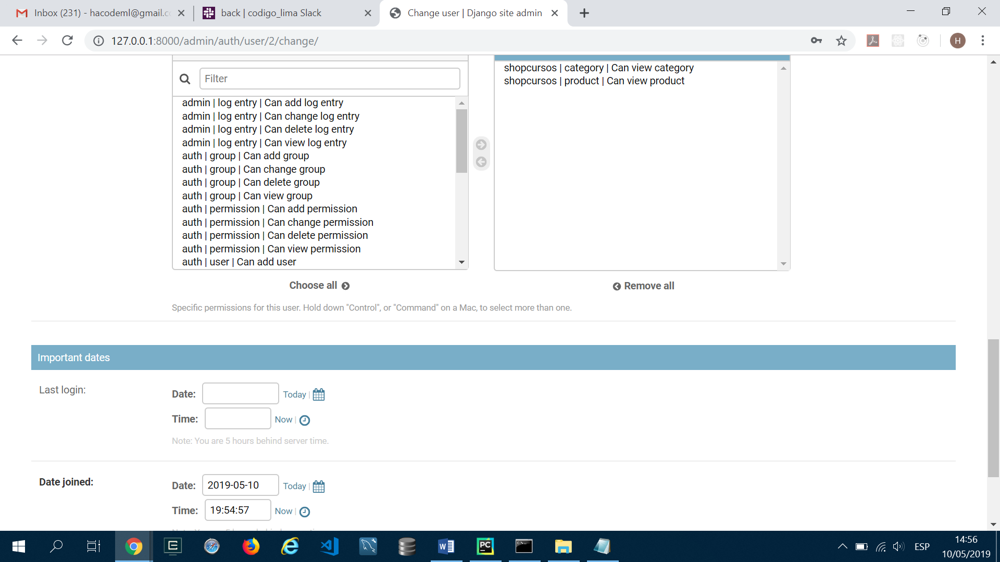 Inbox (231) - hacodeml@gmail.c
back | codigo_lima Slack
Change user | Django site admin
127.0.0.1:8000/admin/auth/user/2/change/
H
Filter
admin | log entry | Can add log entry
admin | log entry | Can change log entry
admin | log entry | Can delete log entry
admin | log entry | Can view log entry
auth | group | Can add group
auth | group | Can change group
auth | group | Can delete group
auth | group | Can view group
auth | permission | Can add permission
auth | permission | Can change permission
auth | permission | Can delete permission
auth | permission | Can view permission
auth | user | Can add user
shopcursos | category | Can view category
shopcursos | product | Can view product
Choose all
Remove all
Specific permissions for this user. Hold down "Control", or "Command" on a Mac, to select more than one.
Important dates
Last login:
Date: Today |
Time: Now |
Note: You are 5 hours behind server time.
Date joined:
Date: 2019-05-10 Today |
Time: 19:54:57 Now |
ESP
14:56
10/05/2019